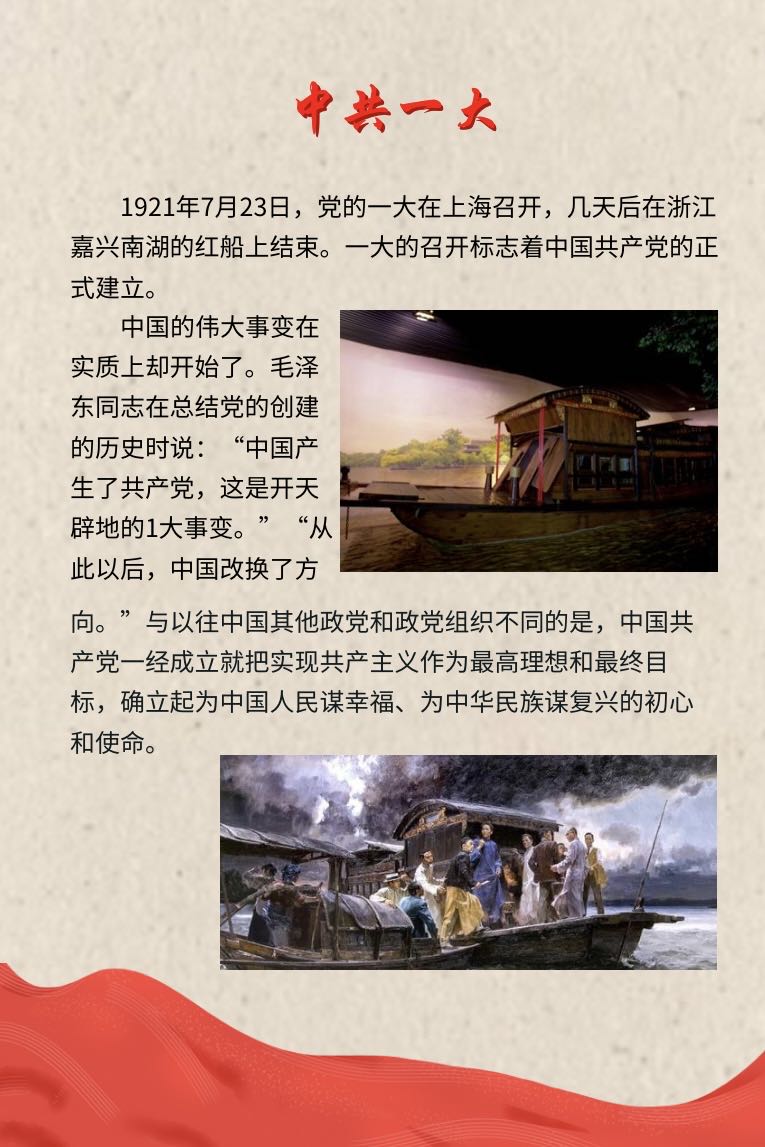 中共一大
1921年7月23日，党的一大在上海召开，几天后在浙江
嘉兴南湖的红船上结束。一大的召开标志着中国共产党的正
式建立。
中国的伟大事变在
实质上却开始了。毛泽
东同志在总结党的创建
的历史时说：“中国产
生了共产党，这是开天
辟地的1大事变。”“从
此以后，中国改换了方
向。”与以往中国其他政党和政党组织不同的是，中国共
产党一经成立就把实现共产主义作为最高理想和最终目
标，确立起为中国人民谋幸福、为中华民族谋复兴的初心
和使命。